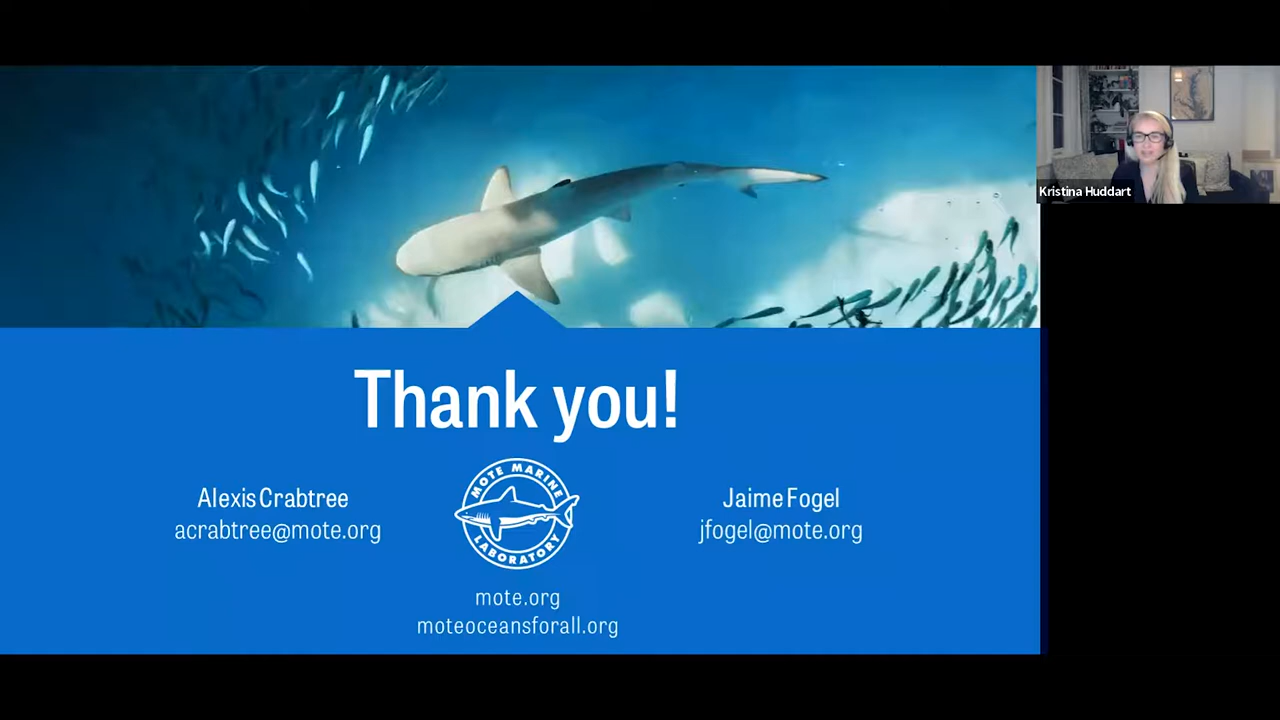 Kristina Huddart
Thank you!
MOTE MARINE
LABORATORY
Alexis Crabtree
acrabtree@mote.org
Jaime Fogel
jfogel@mote.org
mote.org
moteoceansforall.org